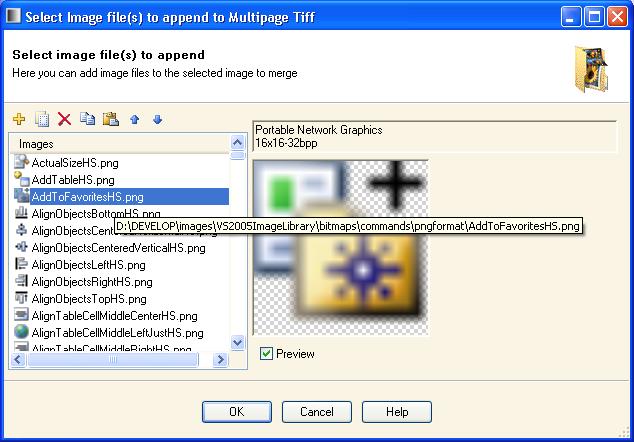 Select Image file(s) to append to Multipage Tiff
Select image file(s) to append
Here you can add image files to the selected image to merge
Images
ActualSizeHS.png
AddTableHS.png
AddToFavoritesHS.png
AlignObjectsBottomHS.png
D:\DEVELOP\images\VS2005ImageLibrary\bitmaps\commands\pngformat\AddToFavoritesHS.png
AlignObjectsCenteredVerticalHS.png
AlignObjectsLeftHS.png
AlignObjectsRightHS.png
AlignObjectsTopHS.png
AlignTableCellMiddleCenterHS.png
AlignTableCellMiddleLeftJustHS.png
AlignTableCellMiddleRightHS.png
Portable Network Graphics
16x16-32bpp
Preview
OK
Cancel
Help